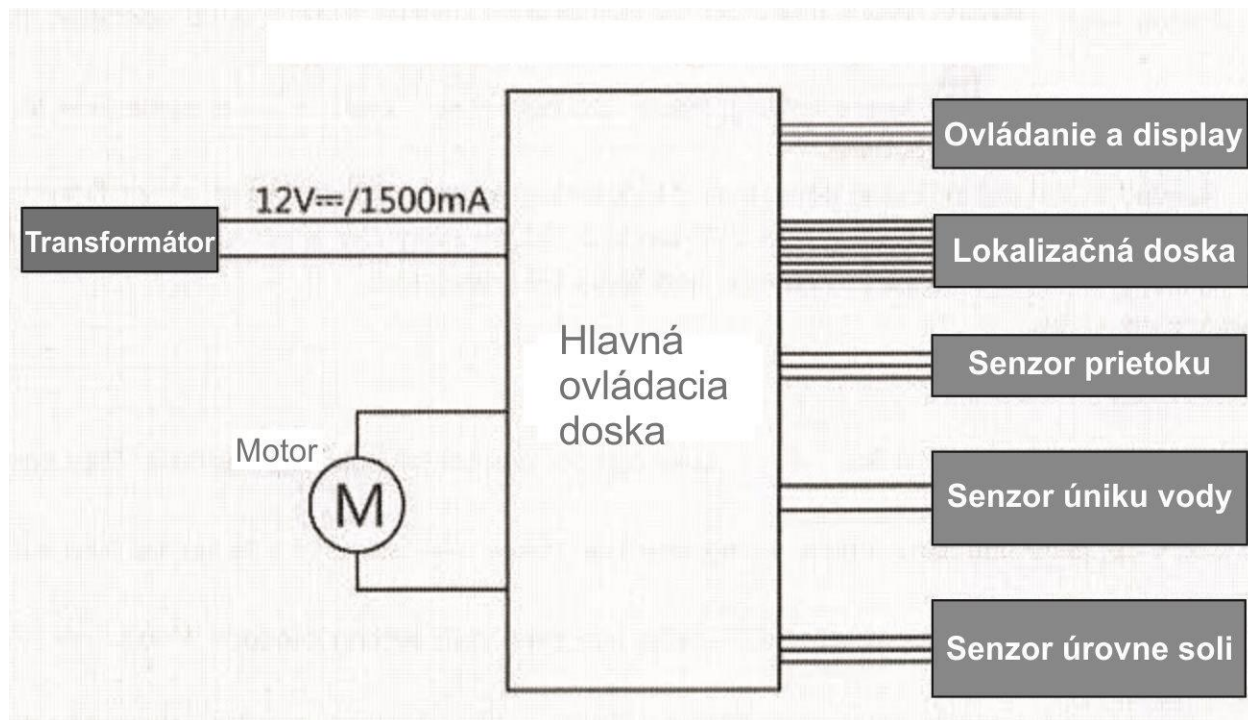 12V⎓/1500mA
Transformátor
Motor
M
Hlavná
ovládacia
doska
Ovládanie a display
Lokalizačná doska
Senzor prietoku
Senzor úniku vody
Senzor úrovne soli